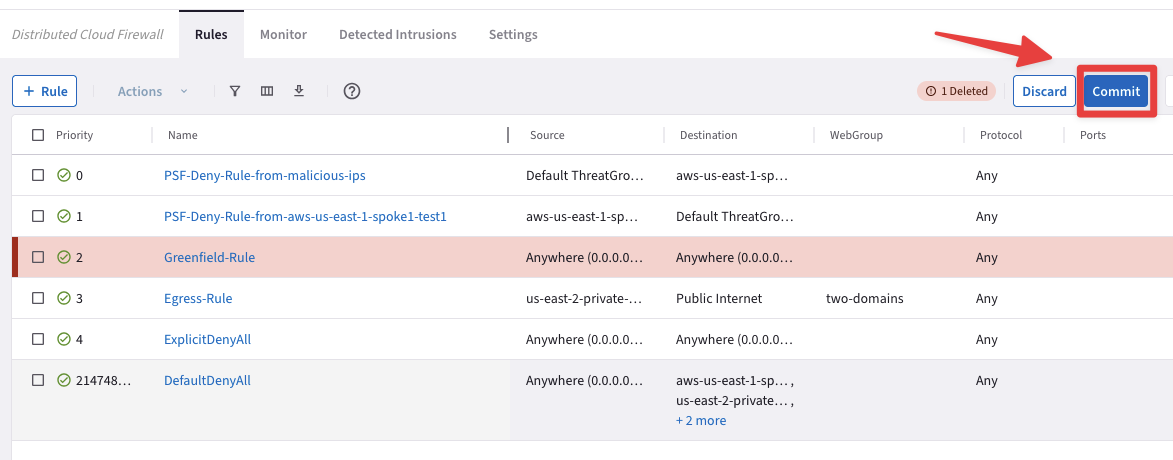 Distributed Cloud Firewall Rules Monitor Detected Intrusions Settings
+ Rule Actions ? 1 Deleted Discard Commit
Priority Name Source Destination WebGroup Protocol Ports
0 PSF-Deny-Rule-from-malicious-ips Default ThreatGro... aws-us-east-1-sp... Any
1 PSF-Deny-Rule-from-aws-us-east-1-spoke1-test1 aws-us-east-1-sp... Default ThreatGro... Any
2 Greenfield-Rule Anywhere (0.0.0.0... Anywhere (0.0.0.0... Any
3 Egress-Rule us-east-2-private-... Public Internet two-domains Any
4 ExplicitDenyAll Anywhere (0.0.0.0... Anywhere (0.0.0.0... Any
214748... DefaultDenyAll Anywhere (0.0.0.0... aws-us-east-1-sp... , Any
us-east-2-private... ,
+ 2 more